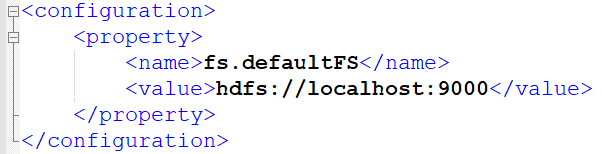 <configuration>
<property>
<name>fs.defaultFS</name>
<value>hdfs://localhost:9000</value>
</property>
</configuration>